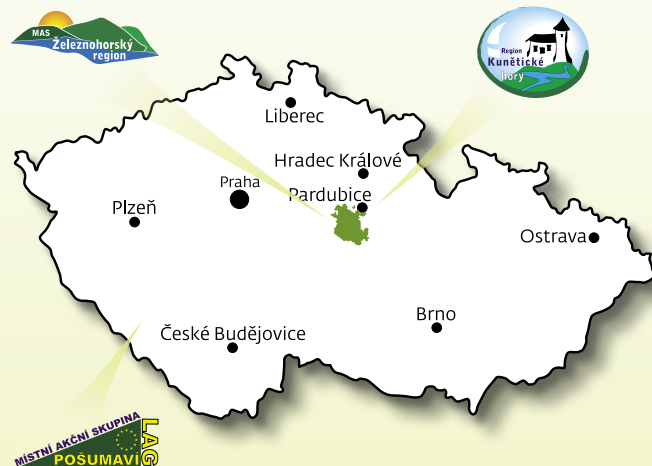 MAS
Železnohorský
region
Region
Kunětické
hory
Liberec
Hradec Králové
Praha
Pardubice
Plzeň
Ostrava
Brno
České Budějovice
MÍSTNÍ AKČNÍ SKUPINA
POŠUMAVÍ
LAG